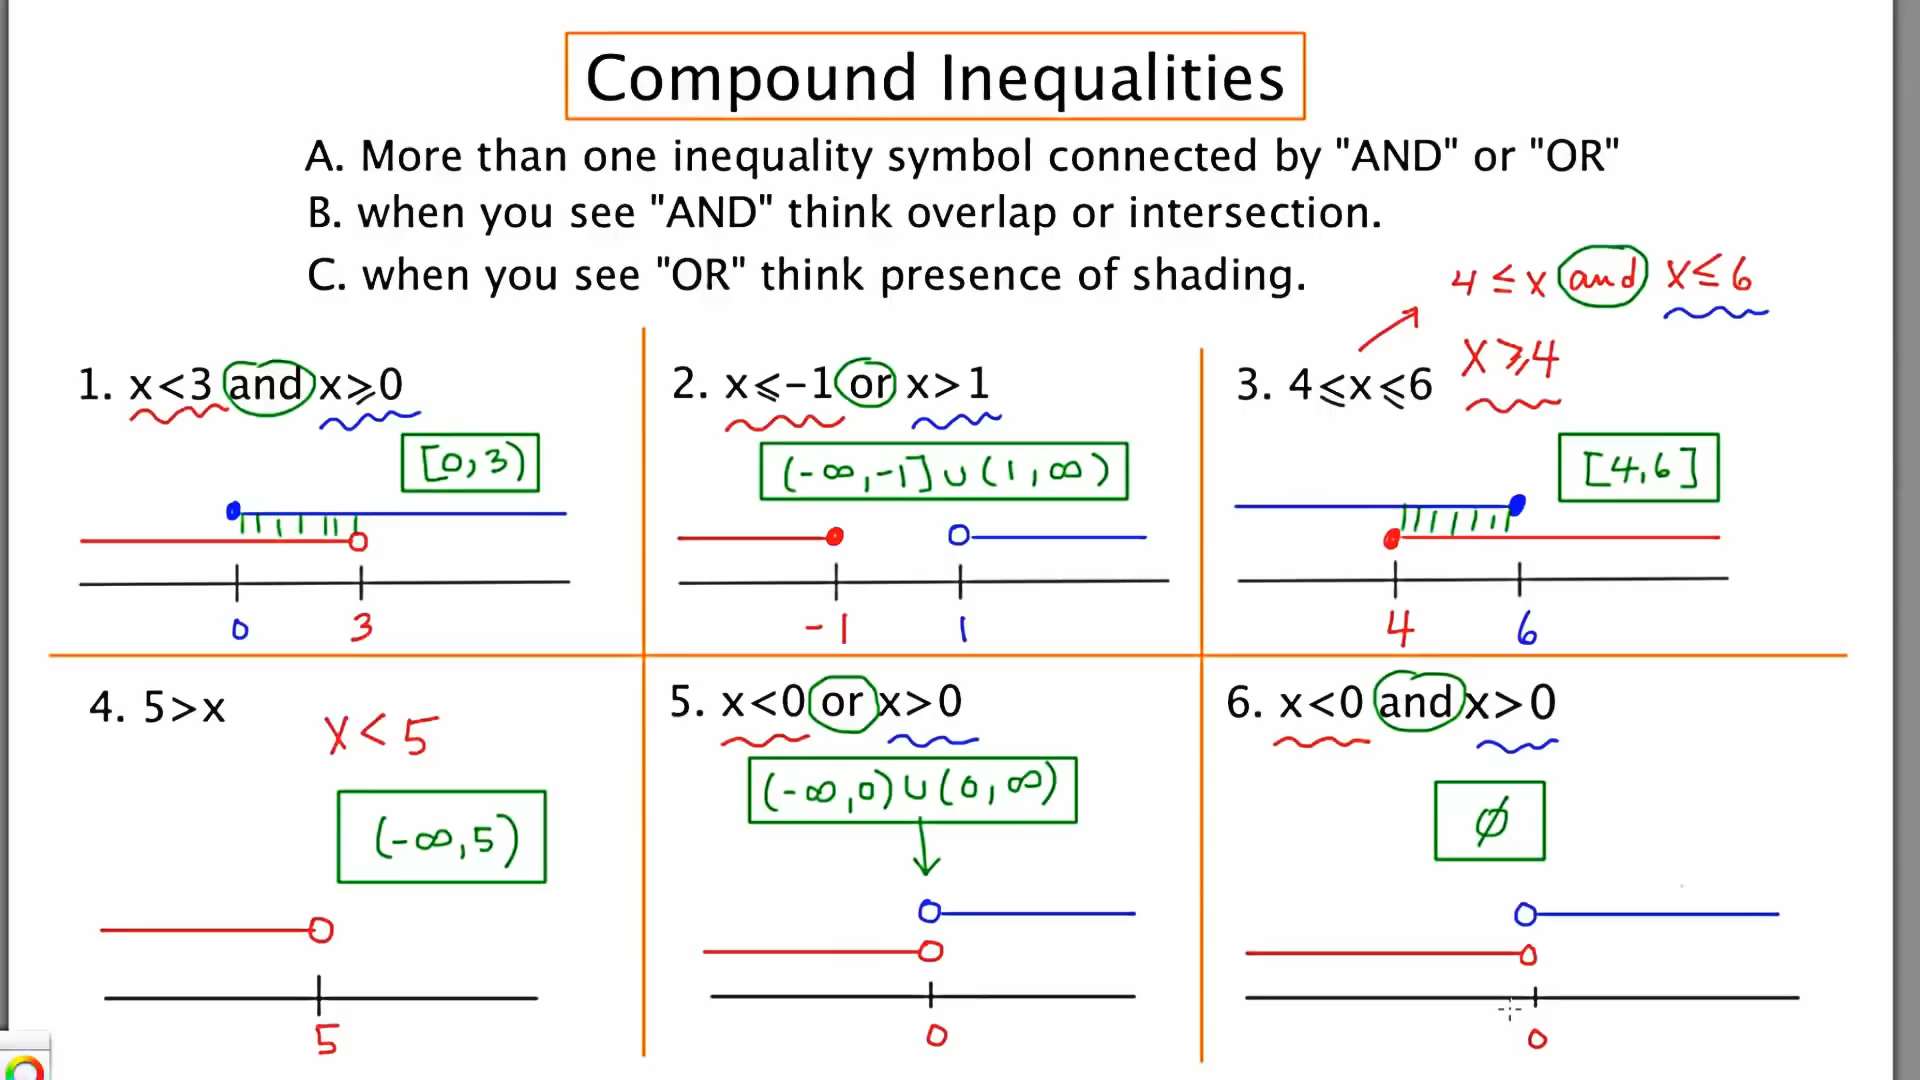 Compound Inequalities
A. More than one inequality symbol connected by "AND" or "OR"
B. when you see "AND" think overlap or intersection.
C. when you see "OR" think presence of shading.
4 ≤ x and x ≤ 6
x ⩾ 4
1. x<3 and x⩾0
[0,3)
0 3
2. x⩽-1 or x>1
(-∞,-1] ∪ (1,∞)
-1 1
3. 4⩽x⩽6
[4,6]
4 6
4. 5>x
x < 5
(-∞,5)
5
5. x<0 or x>0
(-∞,0) ∪ (0,∞)
0
6. x<0 and x>0
∅
0